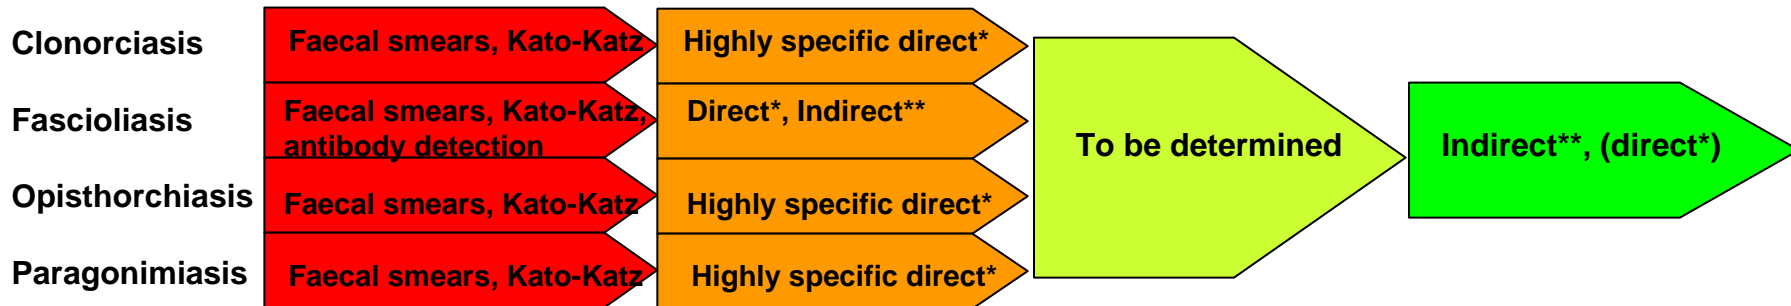 Clonorciasis
Faecal smears, Kato-Katz
Highly specific direct*
Fascioliasis
Faecal smears, Kato-Katz,
antibody detection
Direct*, Indirect**
To be determined
Indirect**, (direct*)
Opisthorchiasis
Faecal smears, Kato-Katz
Highly specific direct*
Paragonimiasis
Faecal smears, Kato-Katz
Highly specific direct*